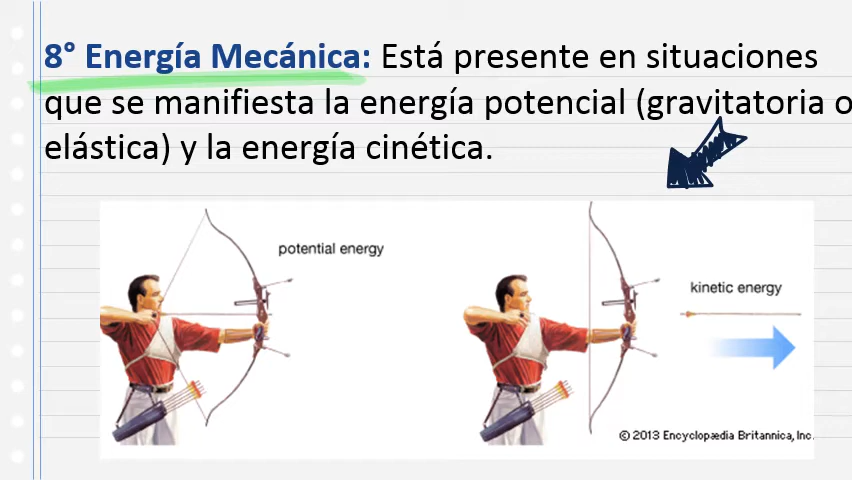 8° Energía Mecánica: Está presente en situaciones
que se manifiesta la energía potencial (gravitatoria o
elástica) y la energía cinética.
potential energy
kinetic energy
© 2013 Encyclopædia Britannica, Inc.